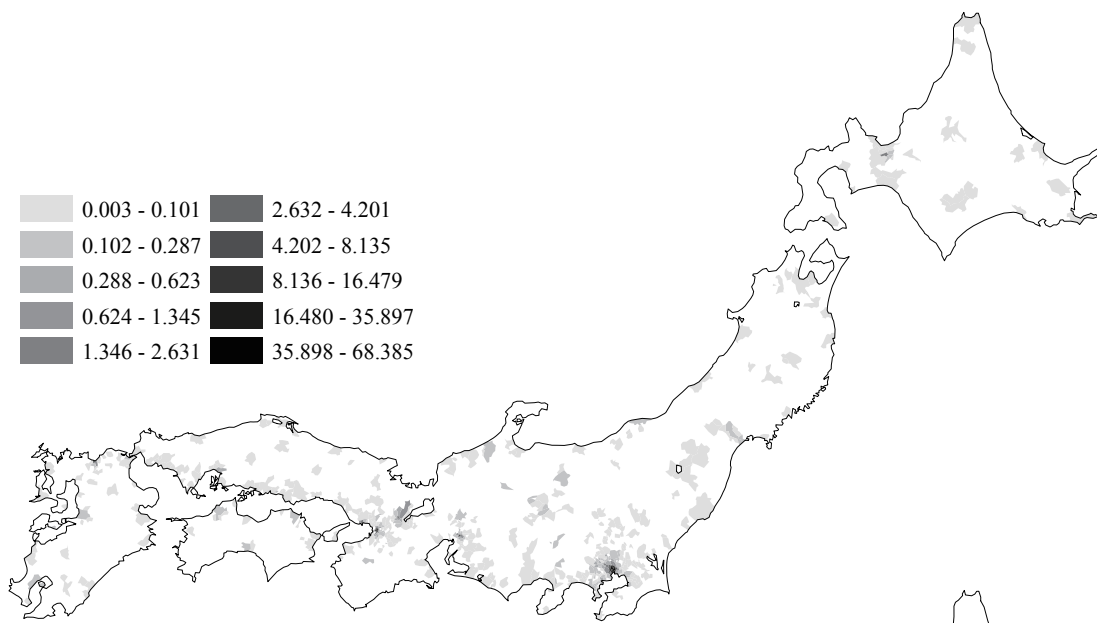 0.003 - 0.101
0.102 - 0.287
0.288 - 0.623
0.624 - 1.345
1.346 - 2.631
2.632 - 4.201
4.202 - 8.135
8.136 - 16.479
16.480 - 35.897
35.898 - 68.385